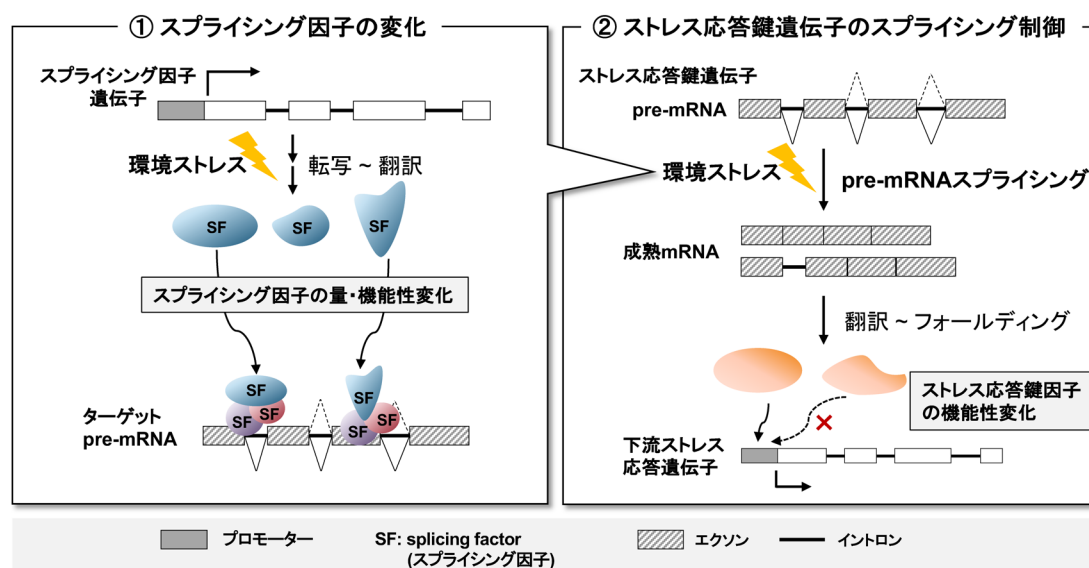 ① スプライシング因子の変化
スプライシング因子
遺伝子
環境ストレス
転写 ~ 翻訳
SF
SF
SF
スプライシング因子の量・機能性変化
SF
SF
SF
SF
SF
SF
ターゲット
pre-mRNA
② ストレス応答鍵遺伝子のスプライシング制御
ストレス応答鍵遺伝子
pre-mRNA
環境ストレス
pre-mRNAスプライシング
成熟mRNA
翻訳 ~ フォールディング
ストレス応答鍵因子
の機能性変化
下流ストレス
応答遺伝子
プロモーター
SF: splicing factor
(スプライシング因子)
エクソン
イントロン